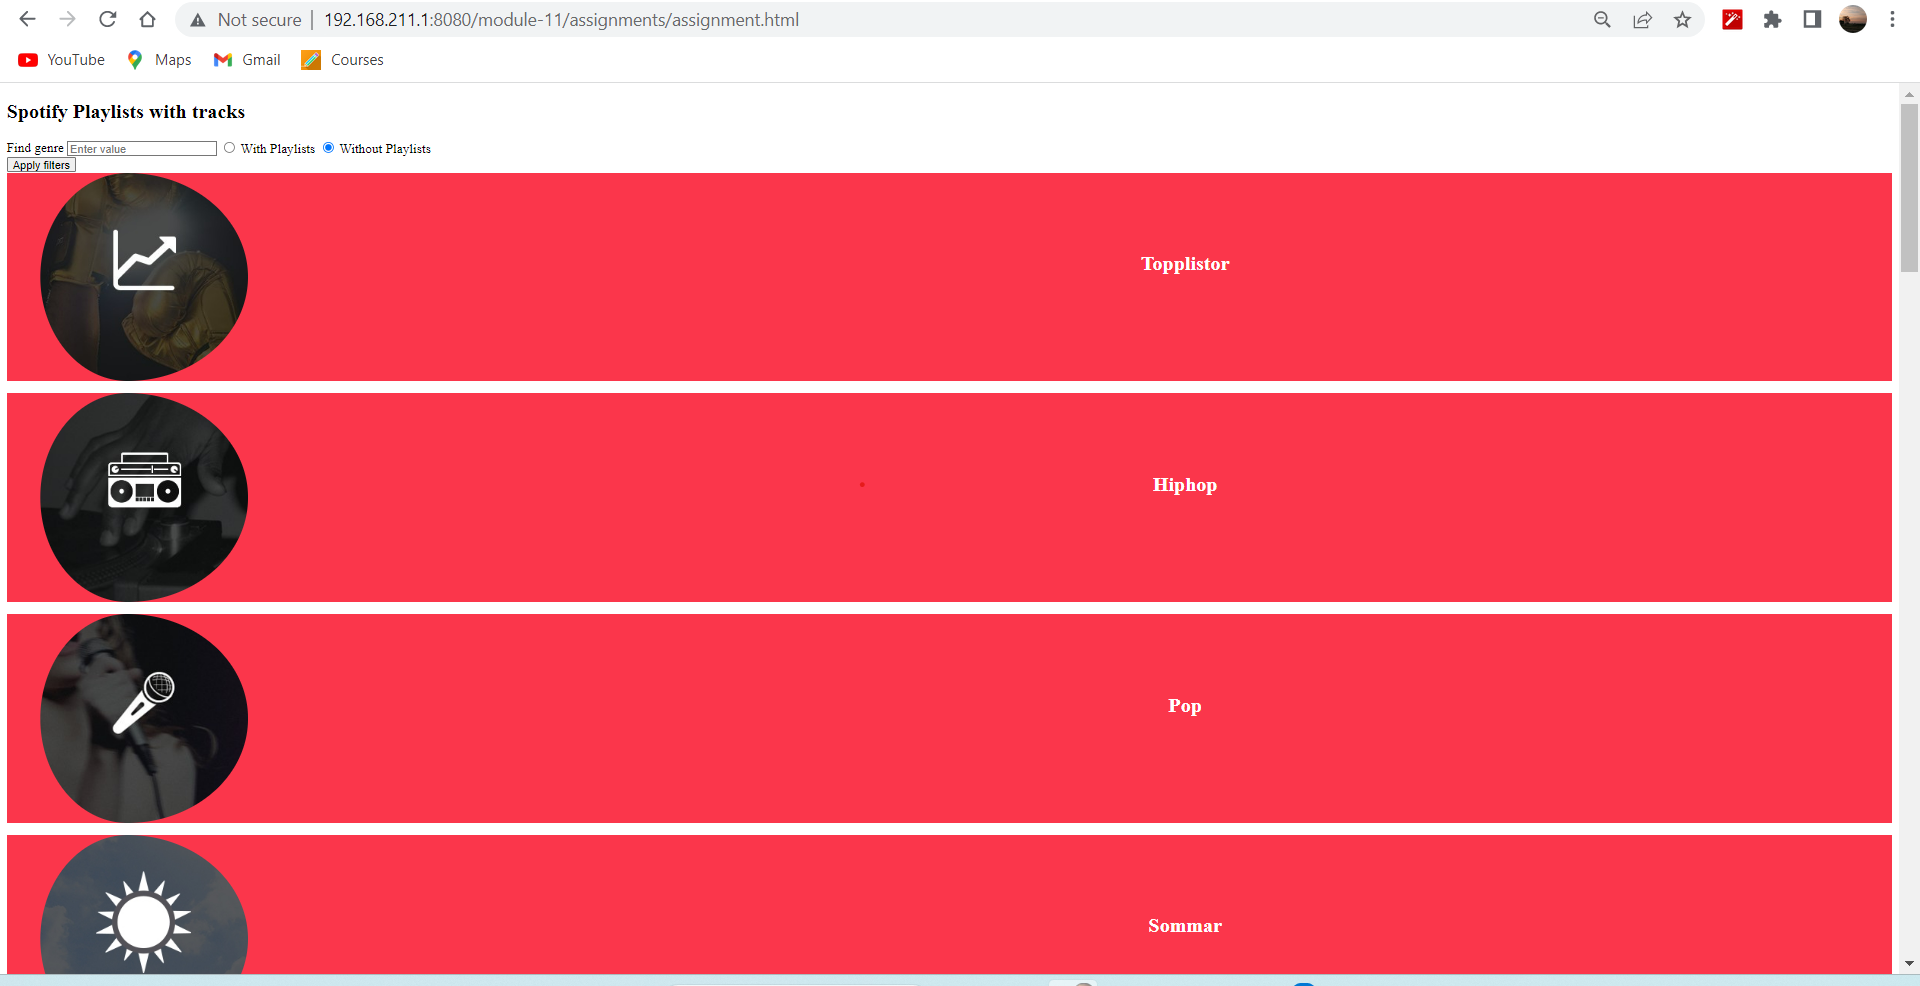 Not secure | 192.168.211.1:8080/module-11/assignments/assignment.html
YouTube Maps Gmail Courses
Spotify Playlists with tracks
Find genre Enter value With Playlists Without Playlists
Apply filters
Topplistor
Hiphop
Pop
Sommar